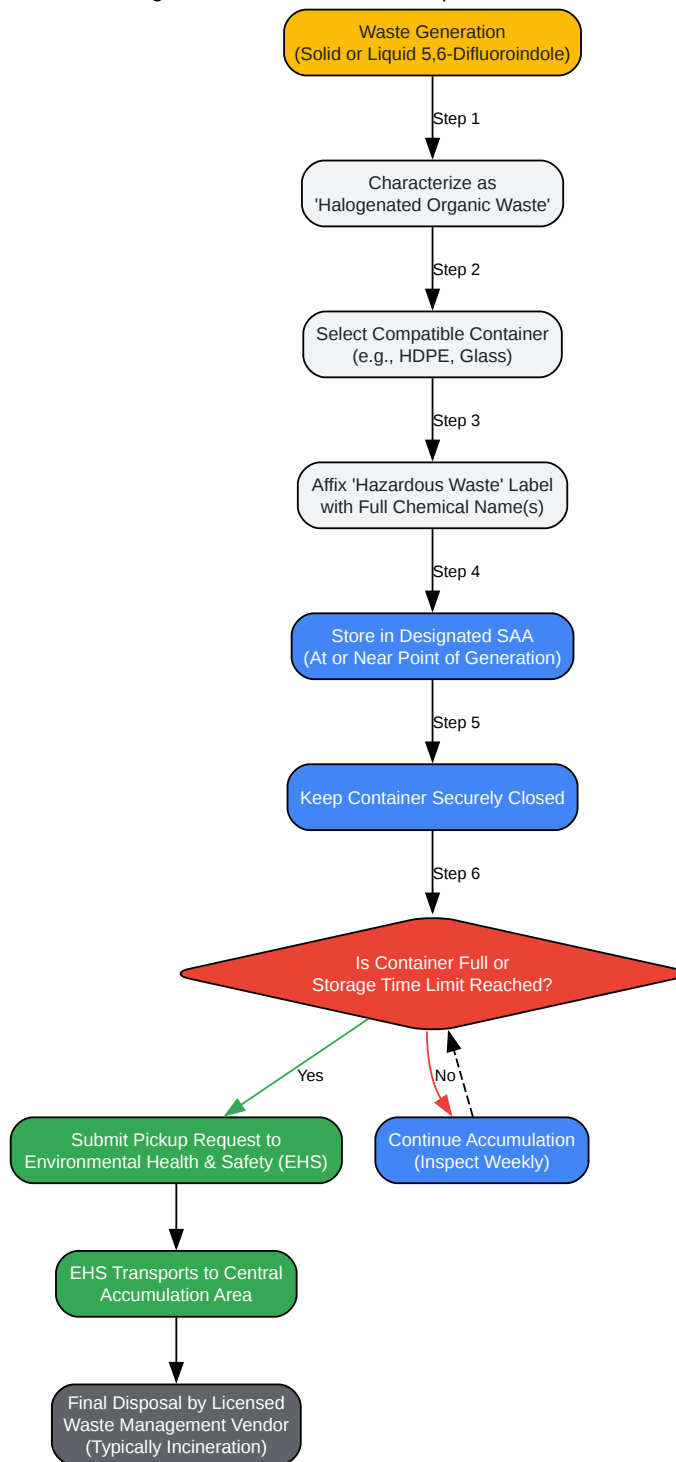 Waste Generation
(Solid or Liquid 5,6-Difluoroindole)
Step 1
Characterize as
'Halogenated Organic Waste'
Step 2
Select Compatible Container
(e.g., HDPE, Glass)
Step 3
Affix 'Hazardous Waste' Label
with Full Chemical Name(s)
Step 4
Store in Designated SAA
(At or Near Point of Generation)
Step 5
Keep Container Securely Closed
Step 6
Is Container Full or
Storage Time Limit Reached?
Yes
No
Submit Pickup Request to
Environmental Health & Safety (EHS)
Continue Accumulation
(Inspect Weekly)
EHS Transports to Central
Accumulation Area
Final Disposal by Licensed
Waste Management Vendor
(Typically Incineration)